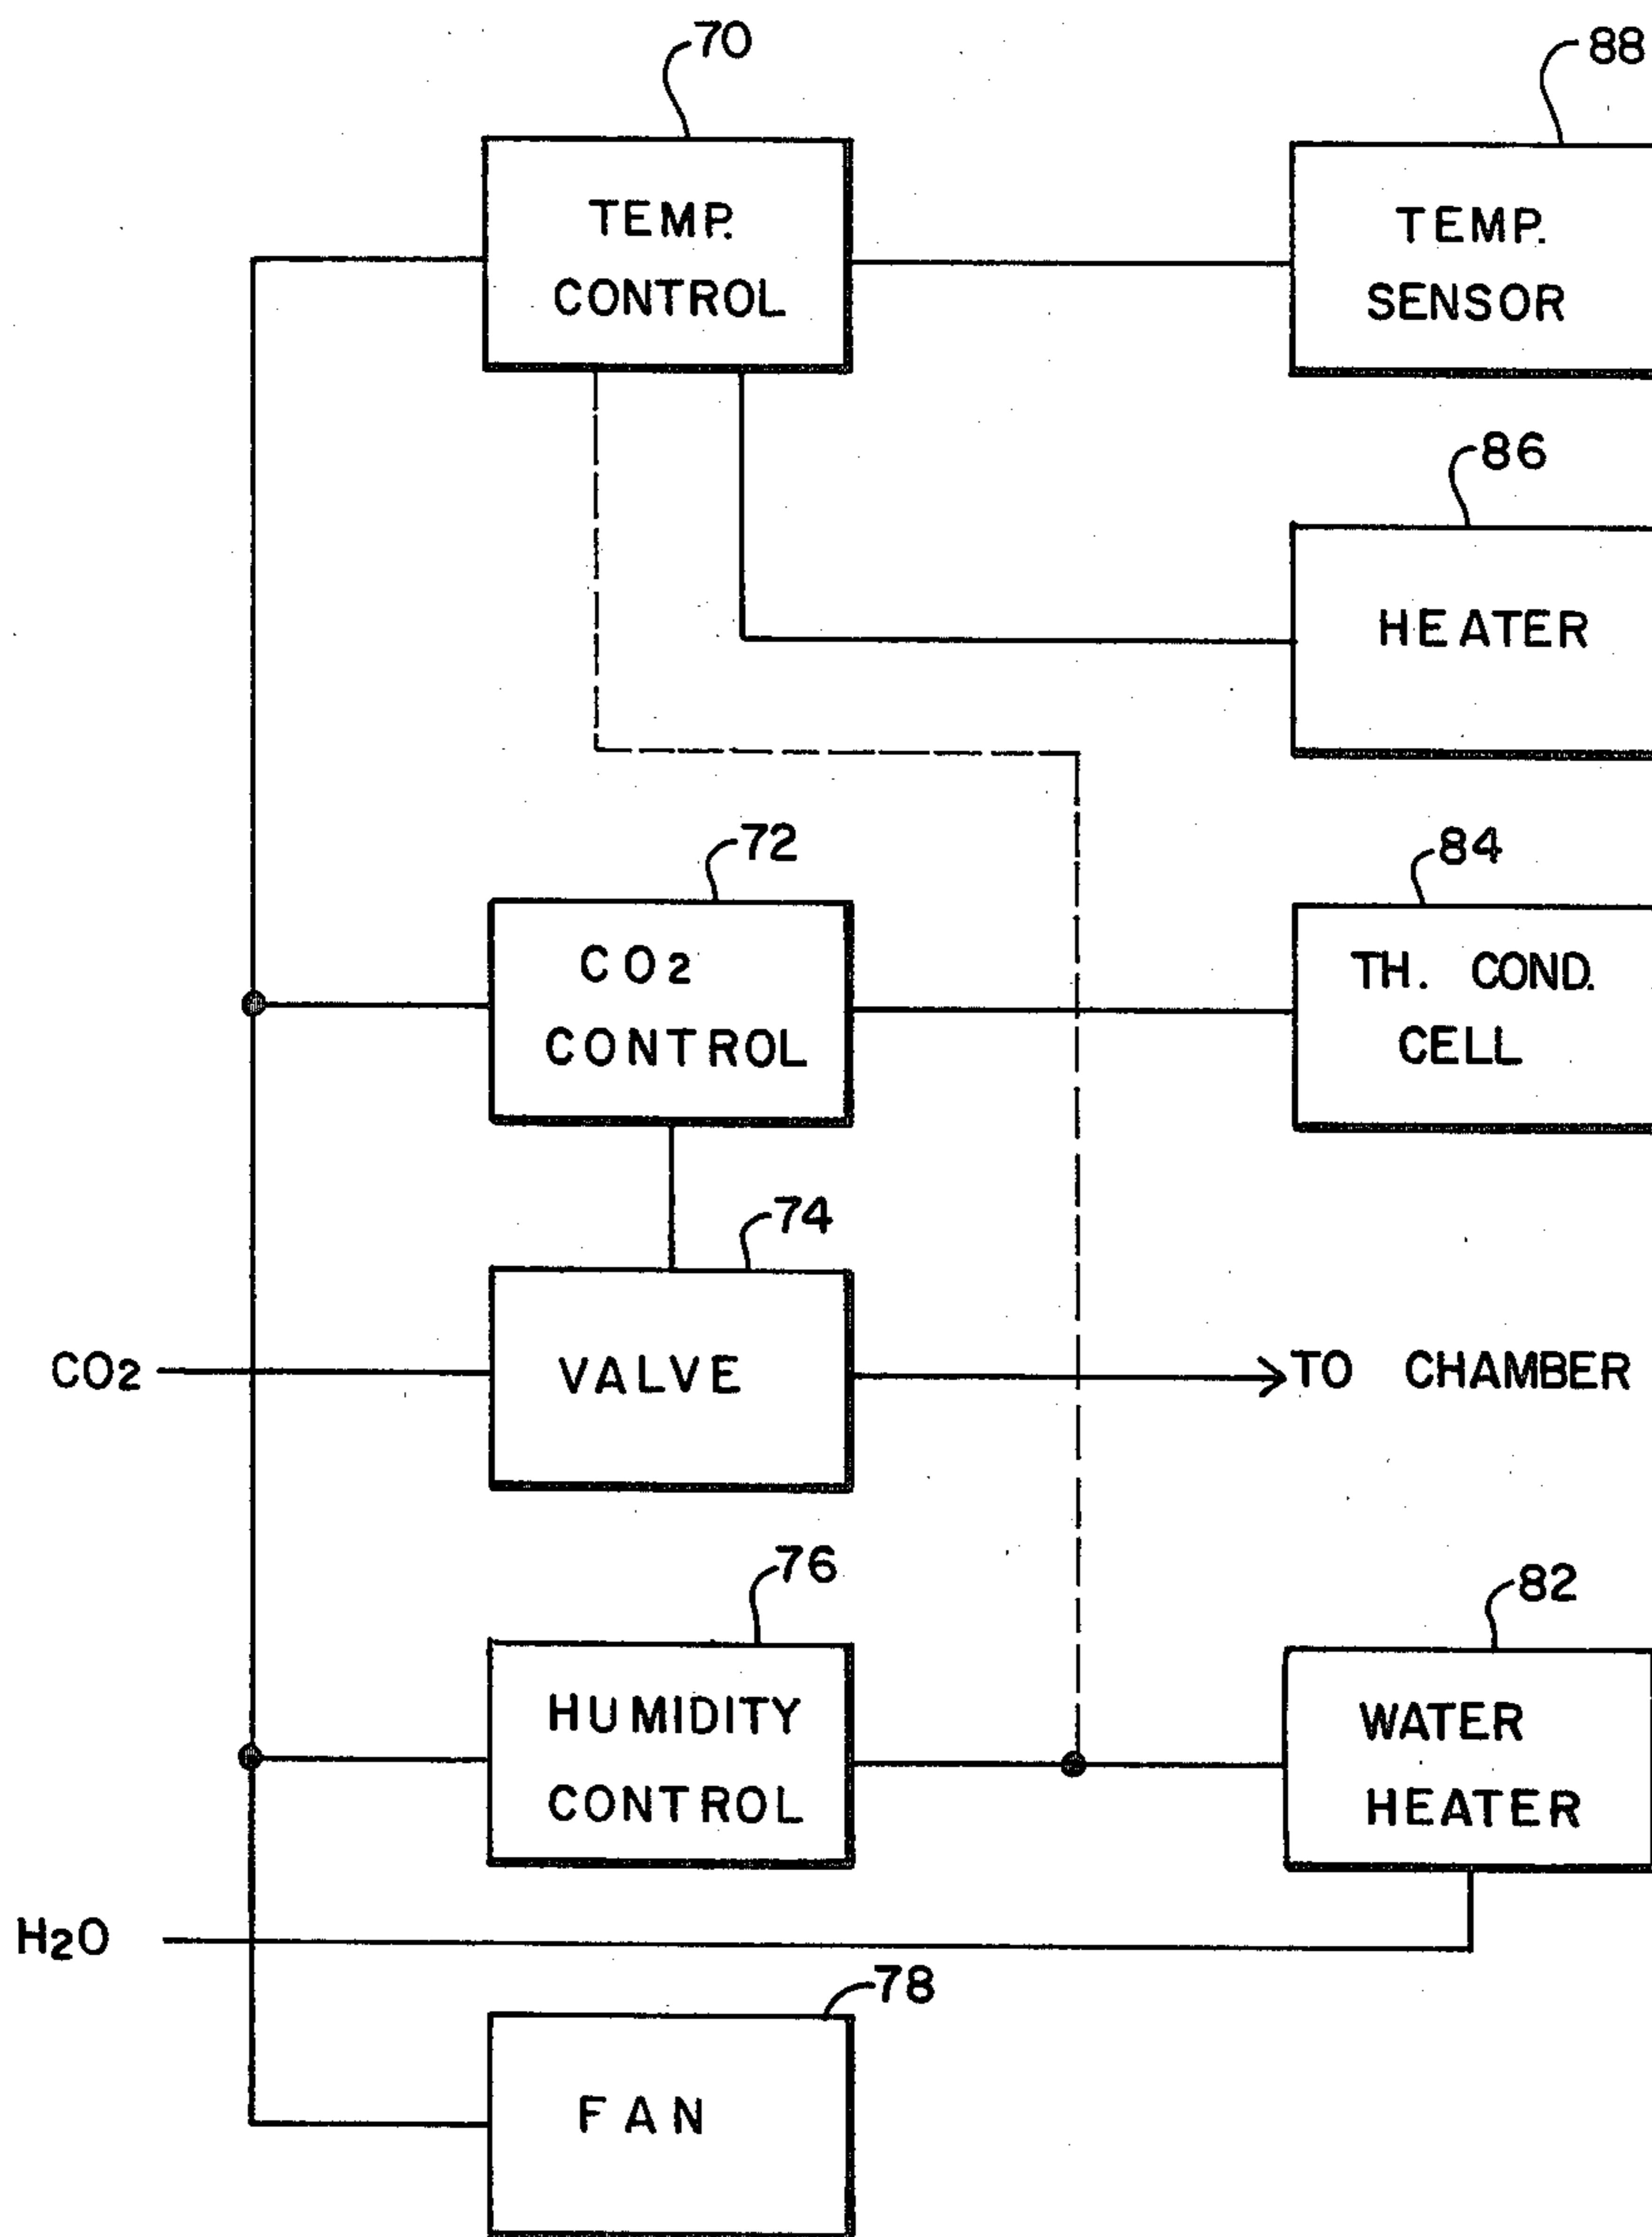 70
88
TEMP.
CONTROL
TEMP.
SENSOR
86
HEATER
72
84
CO2
CONTROL
TH. COND.
CELL
74
CO2
VALVE
TO CHAMBER
76
82
HUMIDITY
CONTROL
WATER
HEATER
H2O
78
FAN